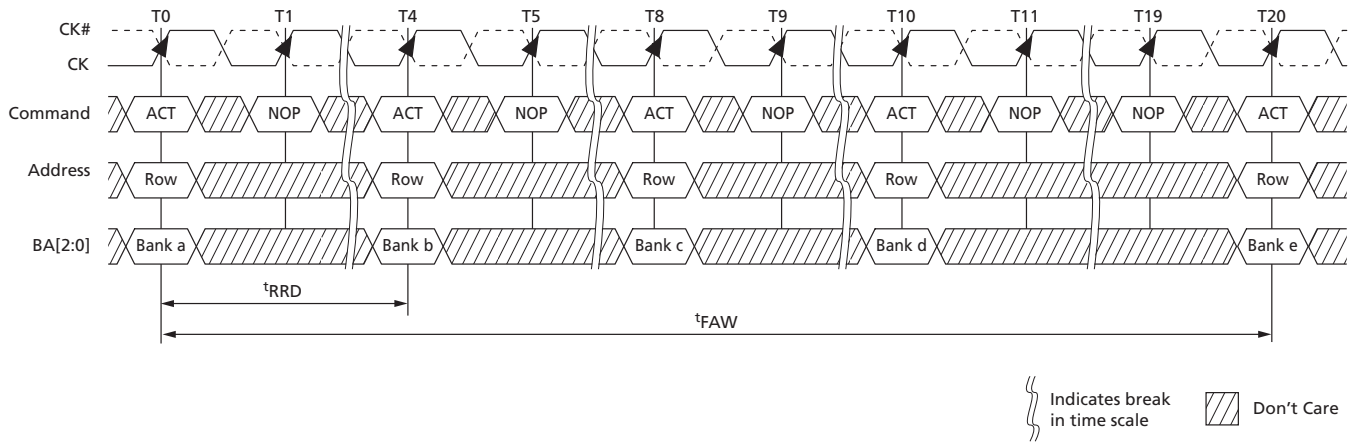 T0 T1 T4 T5 T8 T9 T10 T11 T19 T20
CK#
CK
Command ACT NOP ACT NOP ACT NOP ACT NOP NOP ACT
Address Row Row Row Row Row
BA[2:0] Bank a Bank b Bank c Bank d Bank e
tRRD
tFAW
Indicates break
in time scale
Don't Care